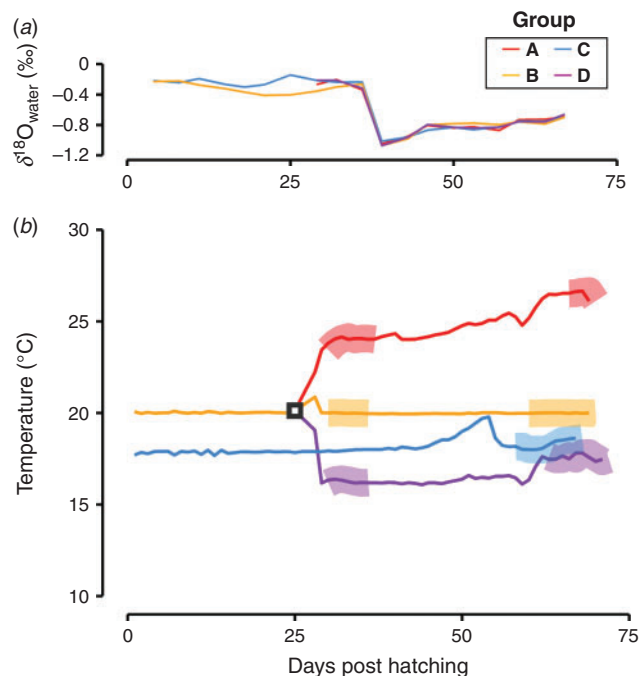 (a)
Group
A C
B D
δ18Owater (‰)
0
−0.4
−0.8
−1.2
0 25 50 75
(b)
Temperature (°C)
30
25
20
15
10
0 25 50 75
Days post hatching